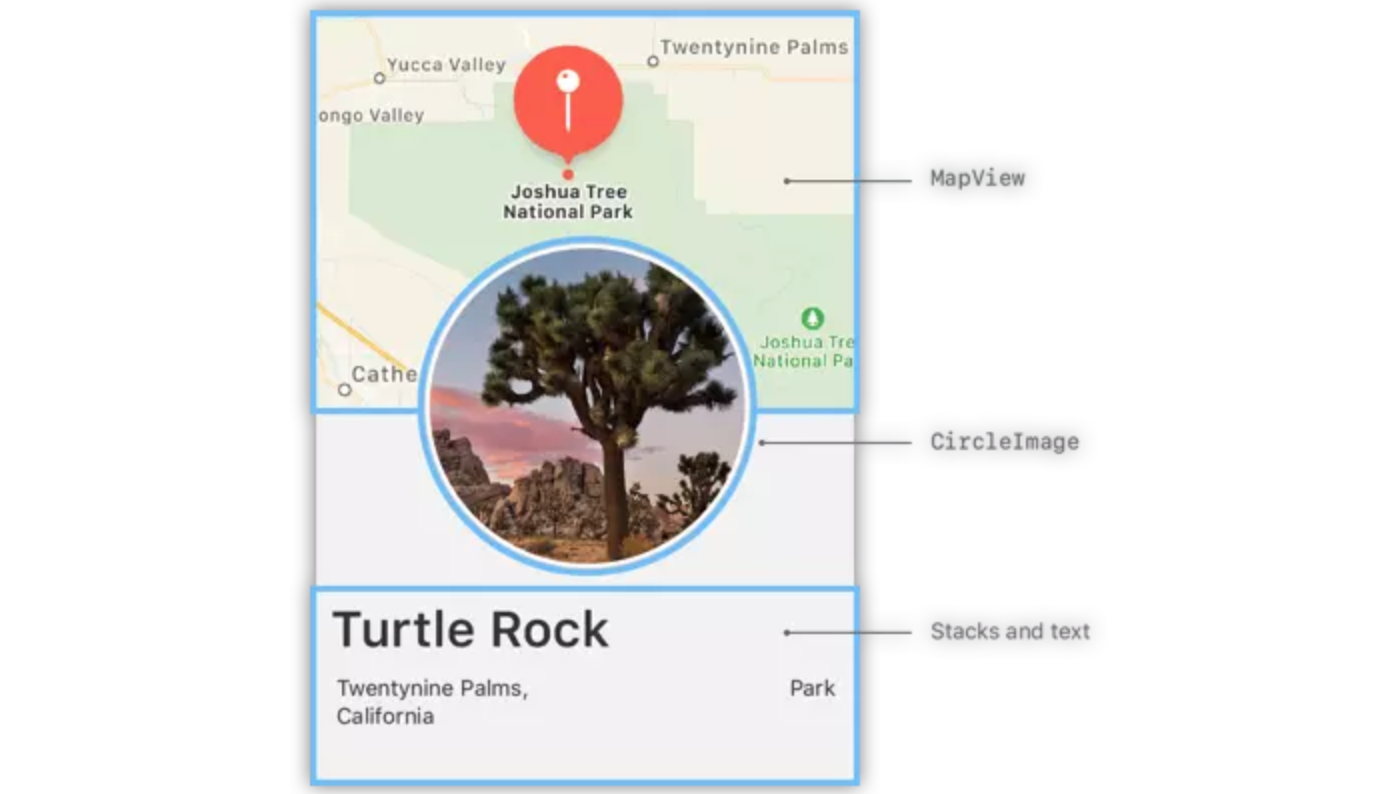 Twentynine Palms
Yucca Valley
ongo Valley
Joshua Tree
National Park
MapView
Joshua Tre
National Pa
Cathe
CircleImage
Turtle Rock
Stacks and text
Twentynine Palms,
California
Park